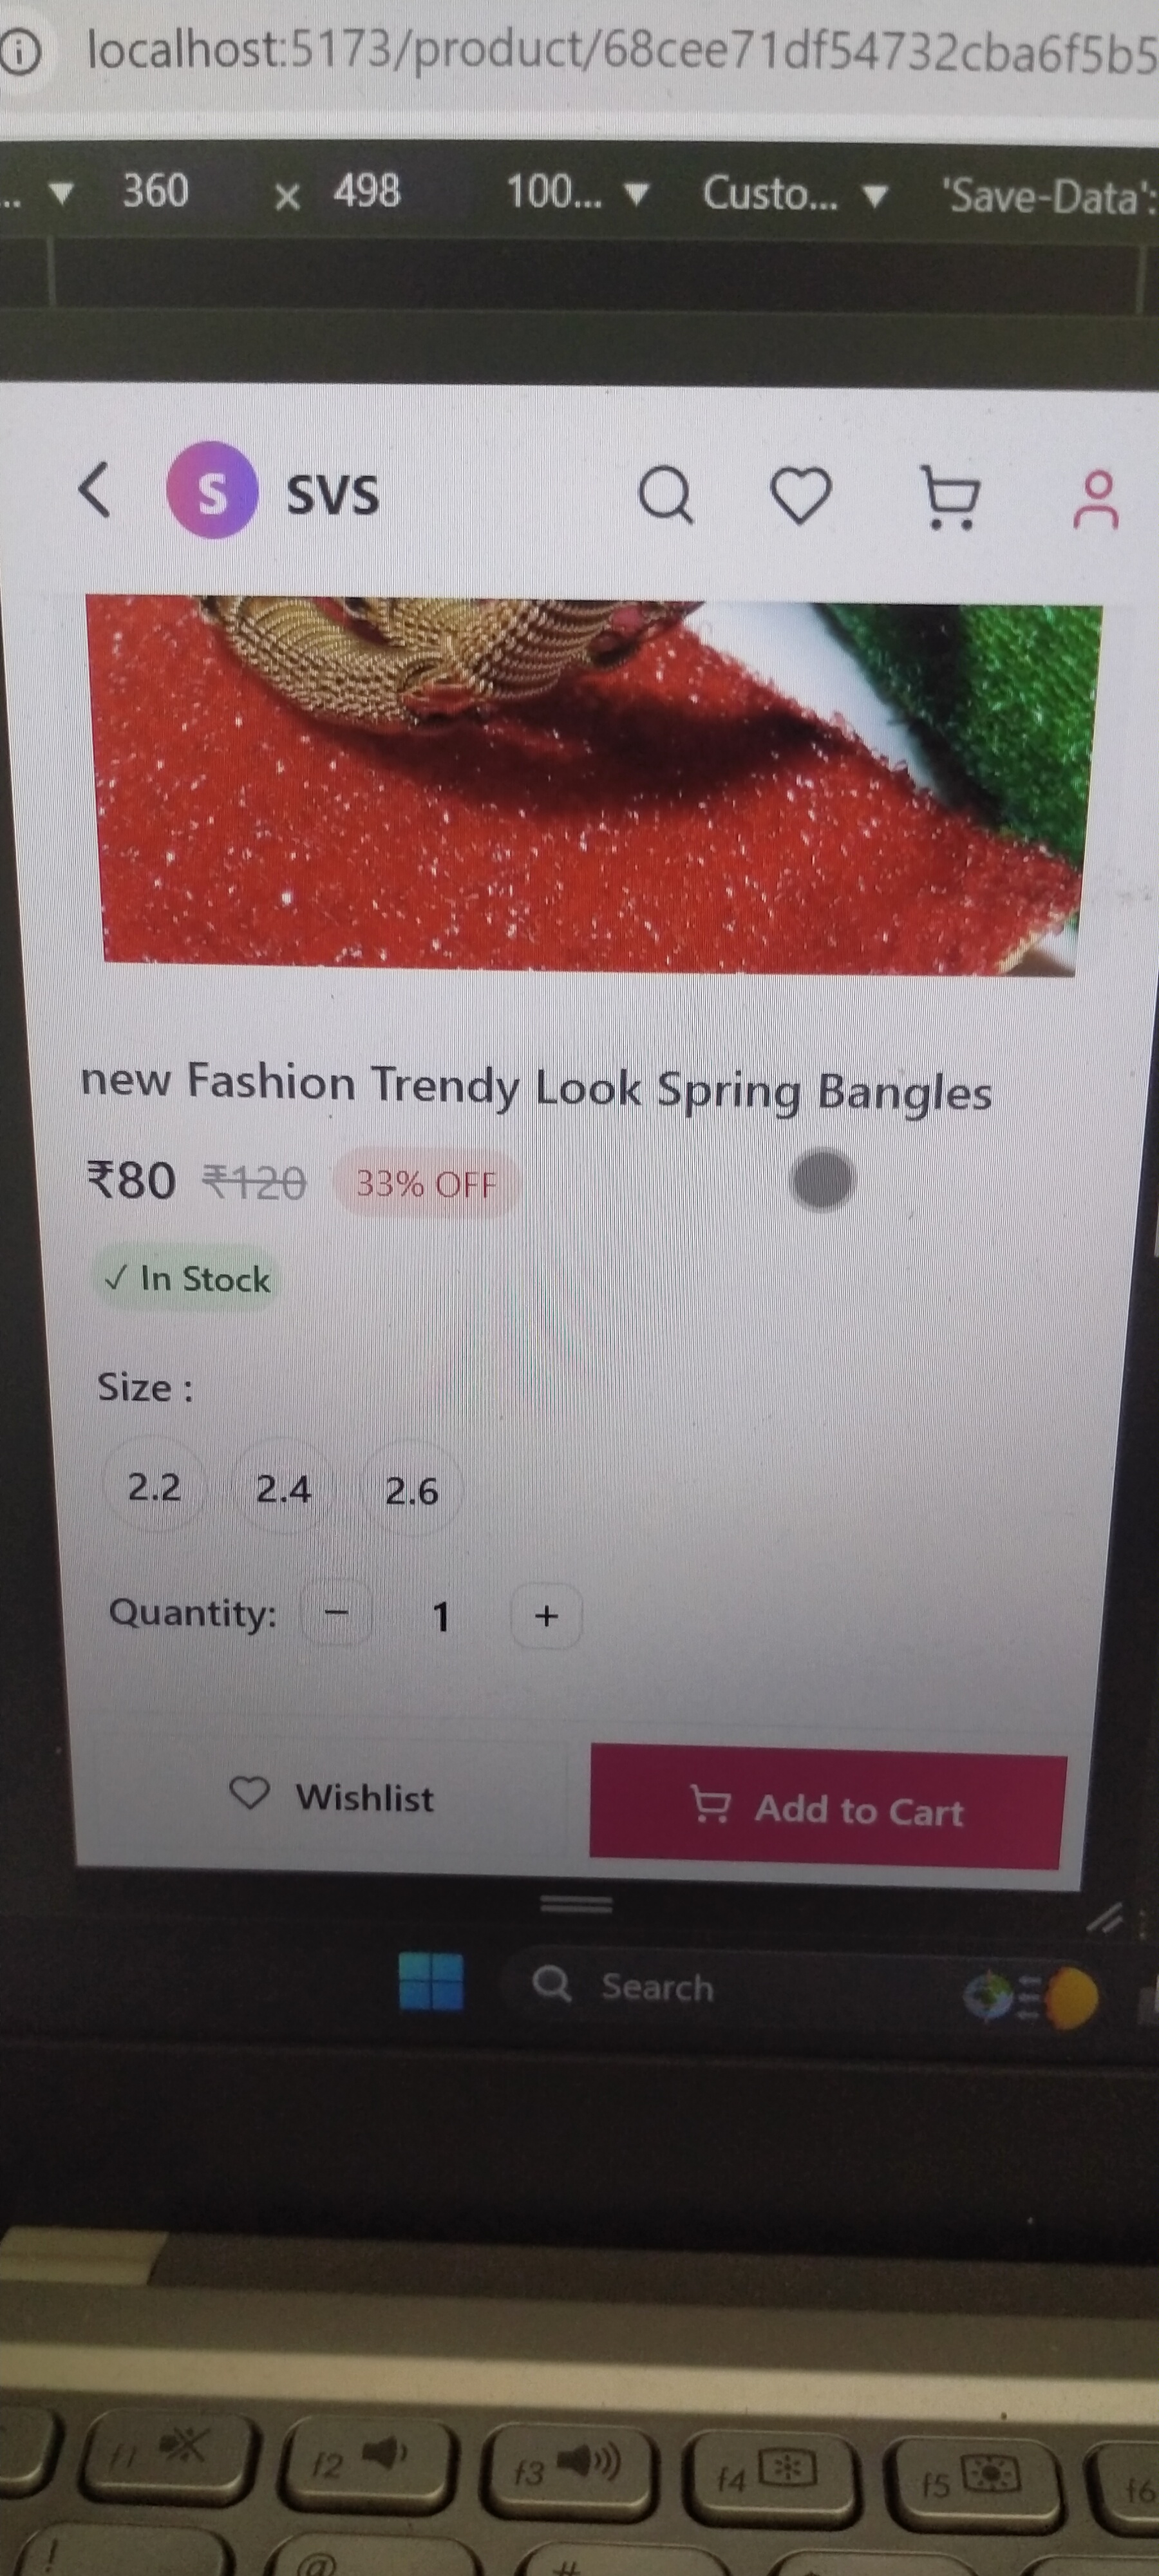 localhost:5173/product/68cee71df54732cba6f5b5
... ▼ 360 × 498 100... ▼ Custo... ▼ 'Save-Data':
S SVS
new Fashion Trendy Look Spring Bangles
₹80 ₹120 33% OFF
✓ In Stock
Size :
2.2 2.4 2.6
Quantity: − 1 +
Wishlist Add to Cart
Search
f1 f2 f3 f4 f5 f6
! @ #